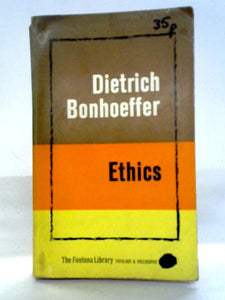 35p
Dietrich
Bonhoeffer
Ethics
The Fontana Library THEOLOGY & PHILOSOPHY